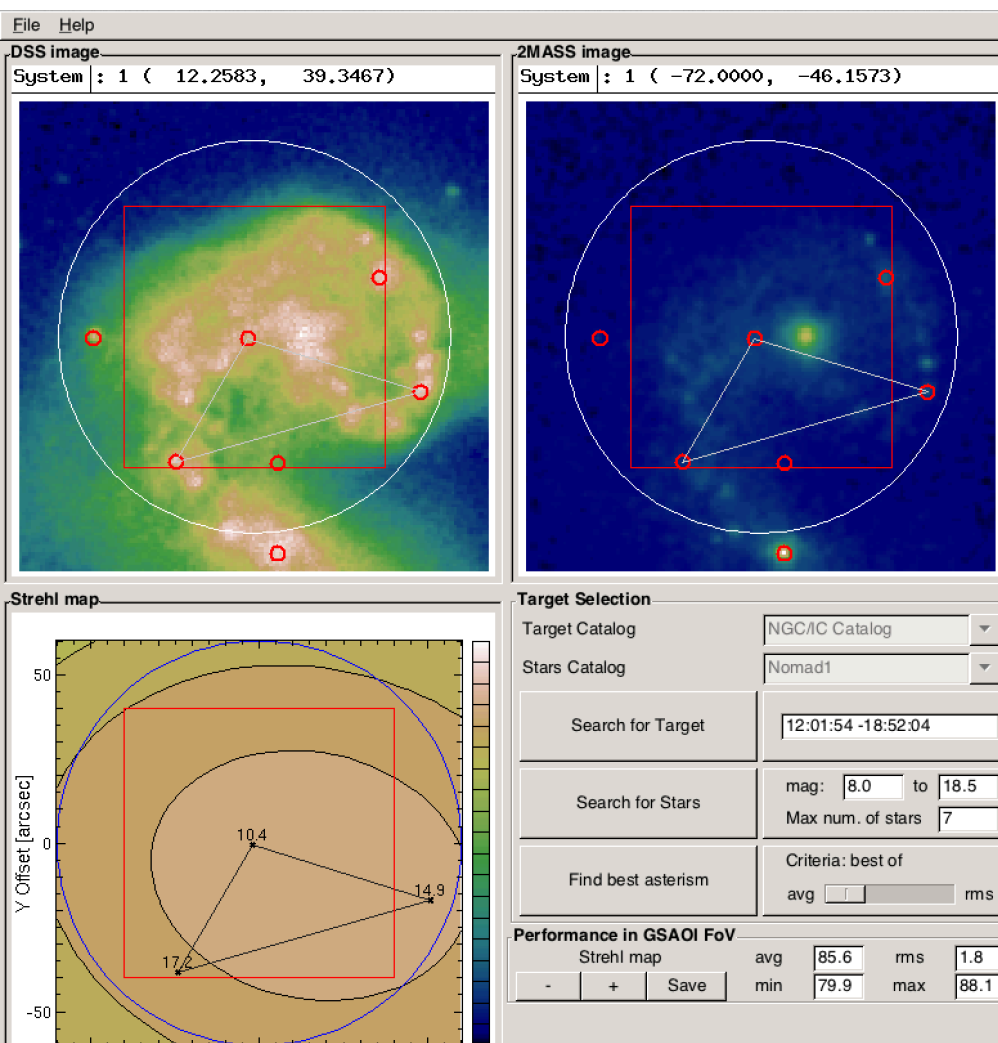 File Help
DSS image
System : 1 ( 12.2583, 39.3467)
2MASS image
System : 1 ( -72.0000, -46.1573)
Strehl map
50
0
-50
Y Offset [arcsec]
10.4
14.9
17.2
Target Selection
Target Catalog NGC/IC Catalog
Stars Catalog Nomad1
Search for Target 12:01:54 -18:52:04
Search for Stars
mag: 8.0 to 18.5
Max num. of stars 7
Find best asterism
Criteria: best of
avg rms
Performance in GSAOI FoV
Strehl map avg 85.6 rms 1.8
- + Save min 79.9 max 88.1